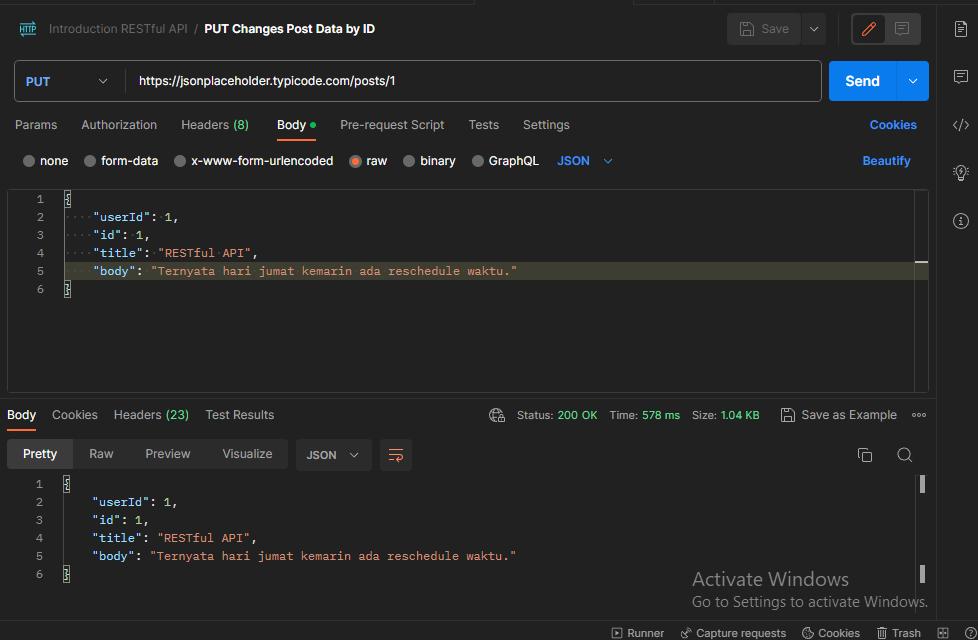 HTTP Introduction RESTful API / PUT Changes Post Data by ID Save
PUT https://jsonplaceholder.typicode.com/posts/1 Send
Params Authorization Headers (8) Body Pre-request Script Tests Settings Cookies
none form-data x-www-form-urlencoded raw binary GraphQL JSON Beautify
1 {
2 "userId": 1,
3 "id": 1,
4 "title": "RESTful API",
5 "body": "Ternyata hari jumat kemarin ada reschedule waktu."
6 }
Body Cookies Headers (23) Test Results Status: 200 OK Time: 578 ms Size: 1.04 KB Save as Example
Pretty Raw Preview Visualize JSON
1 {
2 "userId": 1,
3 "id": 1,
4 "title": "RESTful API",
5 "body": "Ternyata hari jumat kemarin ada reschedule waktu."
6 }
Activate Windows
Go to Settings to activate Windows.
Runner Capture requests Cookies Trash